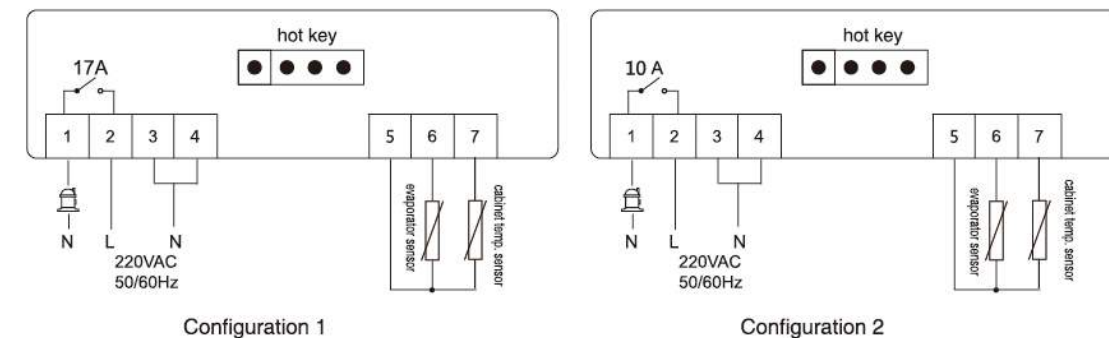 hot key
17A
1 2 3 4 5 6 7
evaporator sensor
cabinet temp. sensor
N L N
220VAC
50/60Hz
Configuration 1
hot key
10 A
1 2 3 4 5 6 7
evaporator sensor
cabinet temp. sensor
N L N
220VAC
50/60Hz
Configuration 2